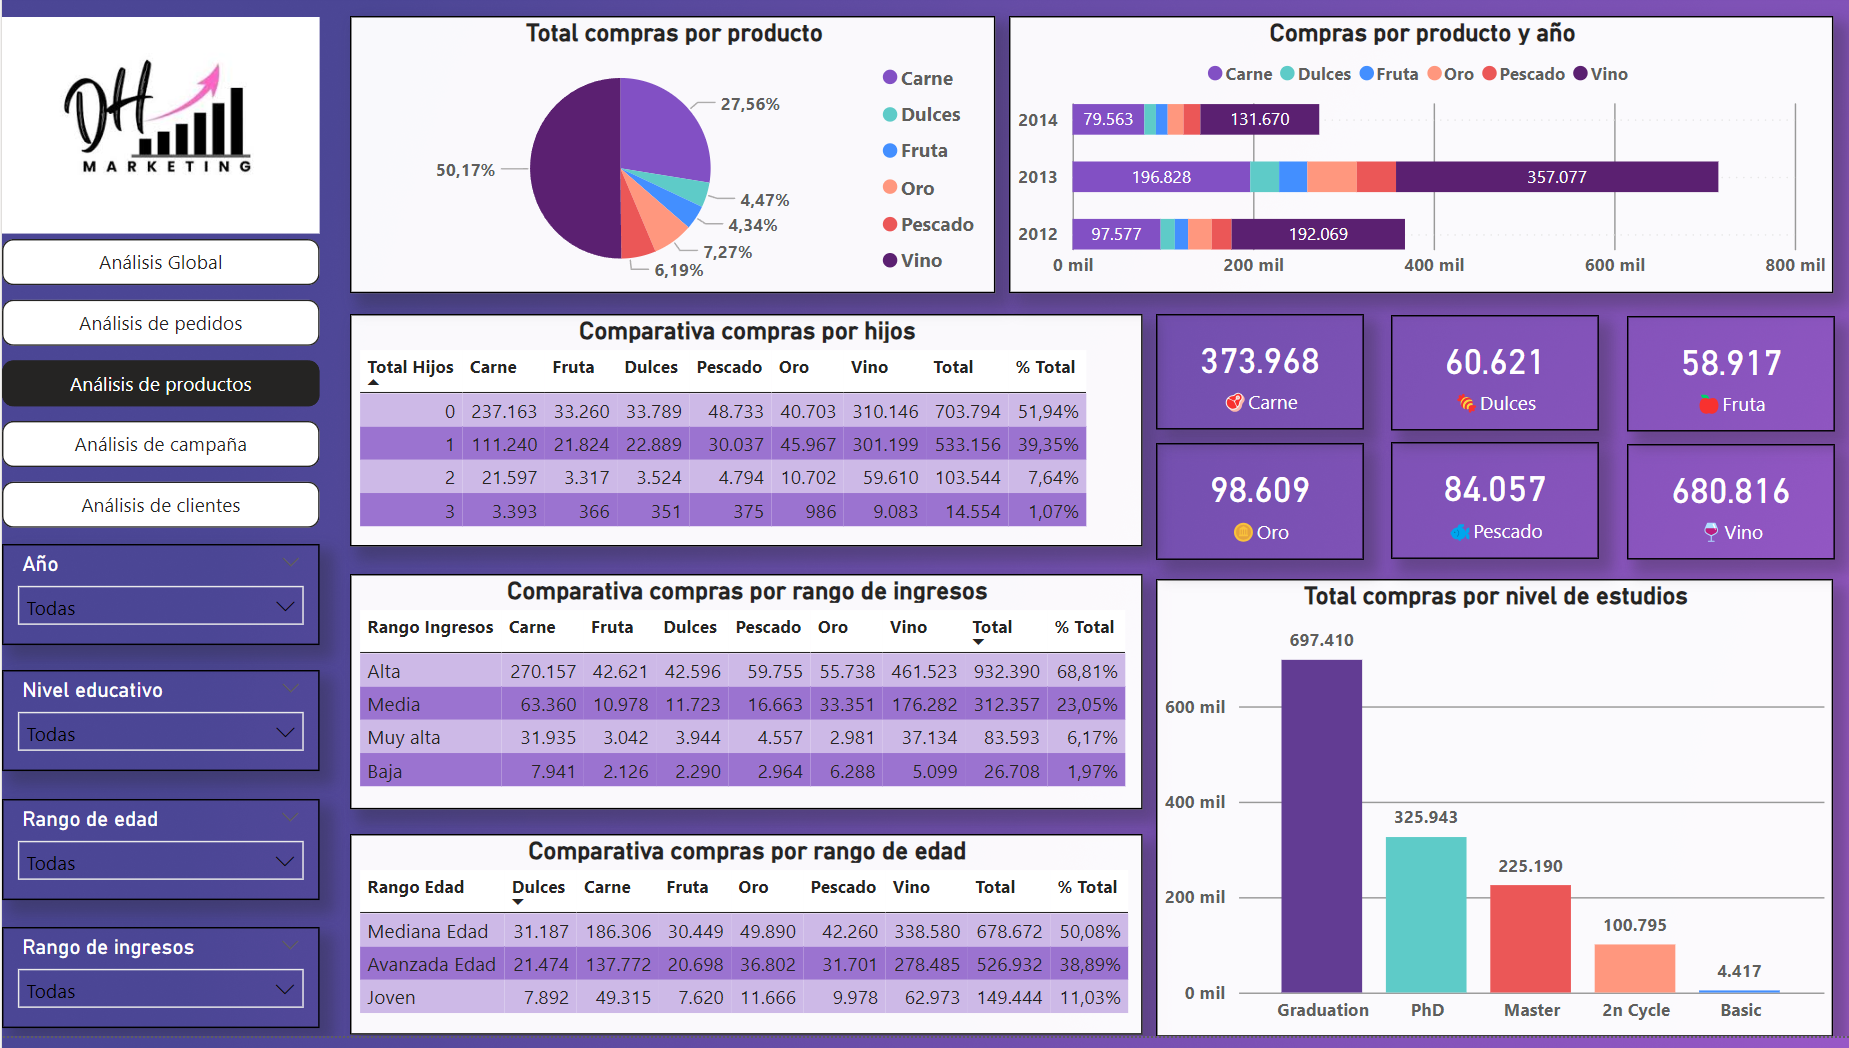 DH
MARKETING
Análisis Global
Análisis de pedidos
Análisis de productos
Análisis de campaña
Análisis de clientes
Año
Todas
Nivel educativo
Todas
Rango de edad
Todas
Rango de ingresos
Todas
Total compras por producto
27,56%
50,17%
4,47%
4,34%
7,27%
6,19%
Carne
Dulces
Fruta
Oro
Pescado
Vino
Compras por producto y año
Carne Dulces Fruta Oro Pescado Vino
2014 79.563 131.670
2013 196.828 357.077
2012 97.577 192.069
0 mil 200 mil 400 mil 600 mil 800 mil
Comparativa compras por hijos
Total Hijos Carne Fruta Dulces Pescado Oro Vino Total % Total
0 237.163 33.260 33.789 48.733 40.703 310.146 703.794 51,94%
1 111.240 21.824 22.889 30.037 45.967 301.199 533.156 39,35%
2 21.597 3.317 3.524 4.794 10.702 59.610 103.544 7,64%
3 3.393 366 351 375 986 9.083 14.554 1,07%
373.968
Carne
60.621
Dulces
58.917
Fruta
98.609
Oro
84.057
Pescado
680.816
Vino
Comparativa compras por rango de ingresos
Rango Ingresos Carne Fruta Dulces Pescado Oro Vino Total % Total
Alta 270.157 42.621 42.596 59.755 55.738 461.523 932.390 68,81%
Media 63.360 10.978 11.723 16.663 33.351 176.282 312.357 23,05%
Muy alta 31.935 3.042 3.944 4.557 2.981 37.134 83.593 6,17%
Baja 7.941 2.126 2.290 2.964 6.288 5.099 26.708 1,97%
Comparativa compras por rango de edad
Rango Edad Dulces Carne Fruta Oro Pescado Vino Total % Total
Mediana Edad 31.187 186.306 30.449 49.890 42.260 338.580 678.672 50,08%
Avanzada Edad 21.474 137.772 20.698 36.802 31.701 278.485 526.932 38,89%
Joven 7.892 49.315 7.620 11.666 9.978 62.973 149.444 11,03%
Total compras por nivel de estudios
697.410
600 mil
400 mil
325.943
225.190
200 mil
100.795
4.417
0 mil
Graduation PhD Master 2n Cycle Basic